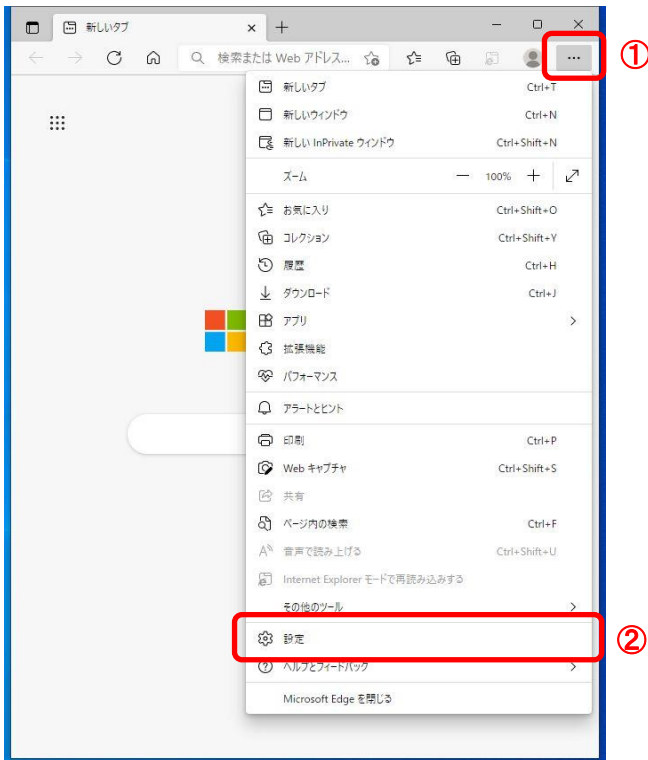 新しいタブ
検索または Web アドレス...
①
新しいタブ Ctrl+T
新しいウィンドウ Ctrl+N
新しい InPrivate ウィンドウ Ctrl+Shift+N
ズーム 100%
お気に入り Ctrl+Shift+O
コレクション Ctrl+Shift+Y
履歴 Ctrl+H
ダウンロード Ctrl+J
アプリ
拡張機能
パフォーマンス
アラートとヒント
印刷 Ctrl+P
Web キャプチャ Ctrl+Shift+S
共有
ページ内の検索 Ctrl+F
音声で読み上げる Ctrl+Shift+U
Internet Explorer モードで再読み込みする
その他のツール
設定
②
ヘルプとフィードバック
Microsoft Edge を閉じる